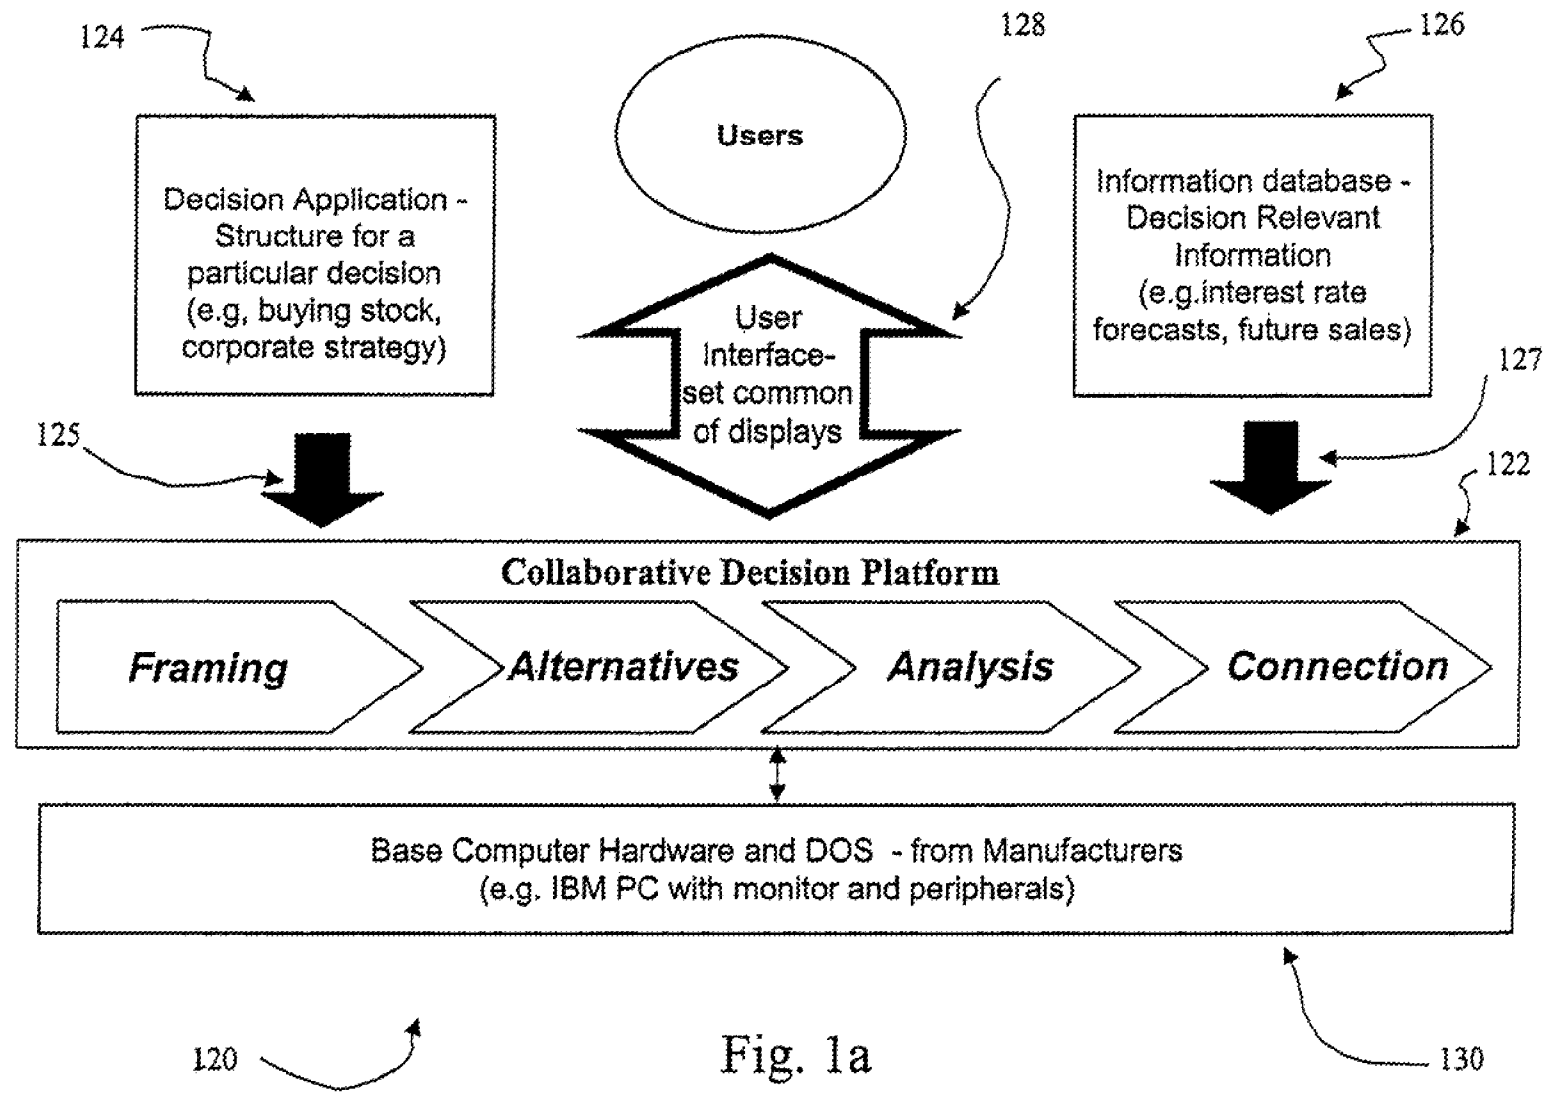 124
128
126
Users
Decision Application -
Structure for a
particular decision
(e.g, buying stock,
corporate strategy)
User
Interface-
set common
of displays
Information database -
Decision Relevant
Information
(e.g.interest rate
forecasts, future sales)
125
127
122
Collaborative Decision Platform
Framing
Alternatives
Analysis
Connection
Base Computer Hardware and DOS - from Manufacturers
(e.g. IBM PC with monitor and peripherals)
120
Fig. 1a
130